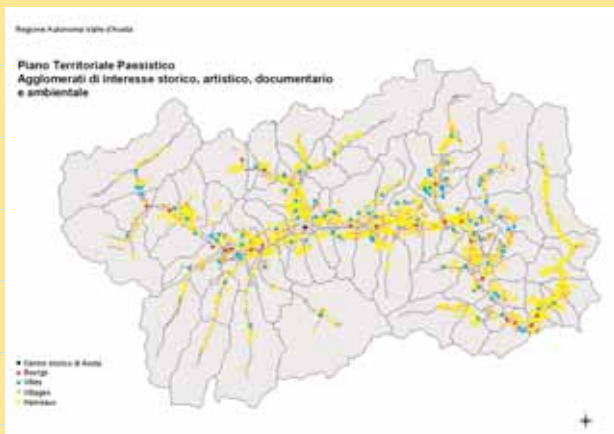 Regione Autonoma Valle d'Aosta
Piano Territoriale Paesistico
Agglomerati di interesse storico, artistico, documentario
e ambientale
Centro storico di Aosta
Bourgs
Villes
Villages
Hameaux